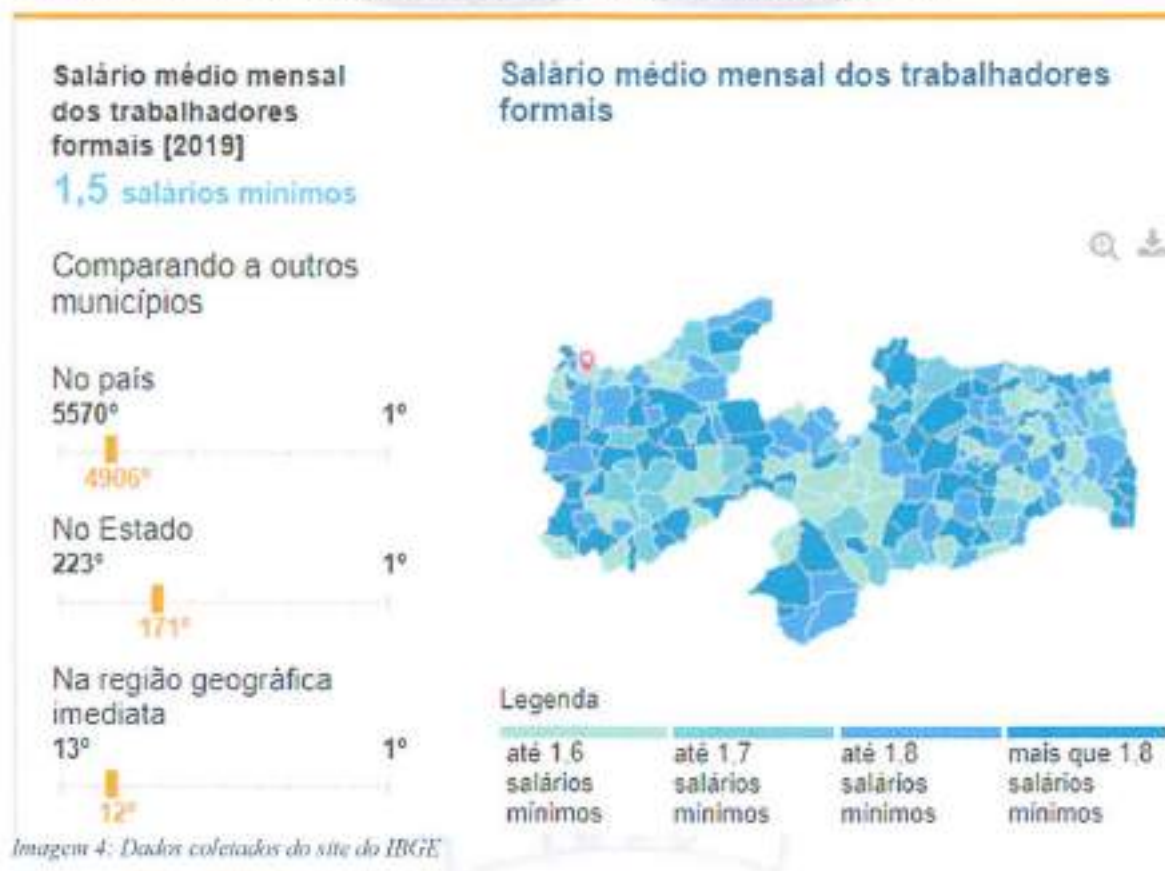 Salário médio mensal
dos trabalhadores
formais [2019]
1,5 salários mínimos
Comparando a outros
municípios
No país
5570º 1º
4906º
No Estado
223º 1º
171º
Na região geográfica
imediata
13º 1º
12º
Salário médio mensal dos trabalhadores
formais
Legenda
até 1,6
salários
mínimos
até 1,7
salários
mínimos
até 1,8
salários
mínimos
mais que 1,8
salários
mínimos
Imagem 4: Dados coletados do site do IBGE